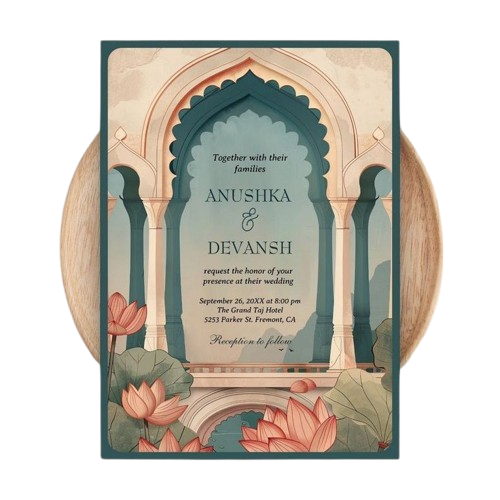 Together with their
families
ANUSHKA
&
DEVANSH
request the honor of your
presence at their wedding
September 26, 20XX at 8:00 pm
The Grand Taj Hotel
5253 Parker St. Fremont, CA
Reception to follow